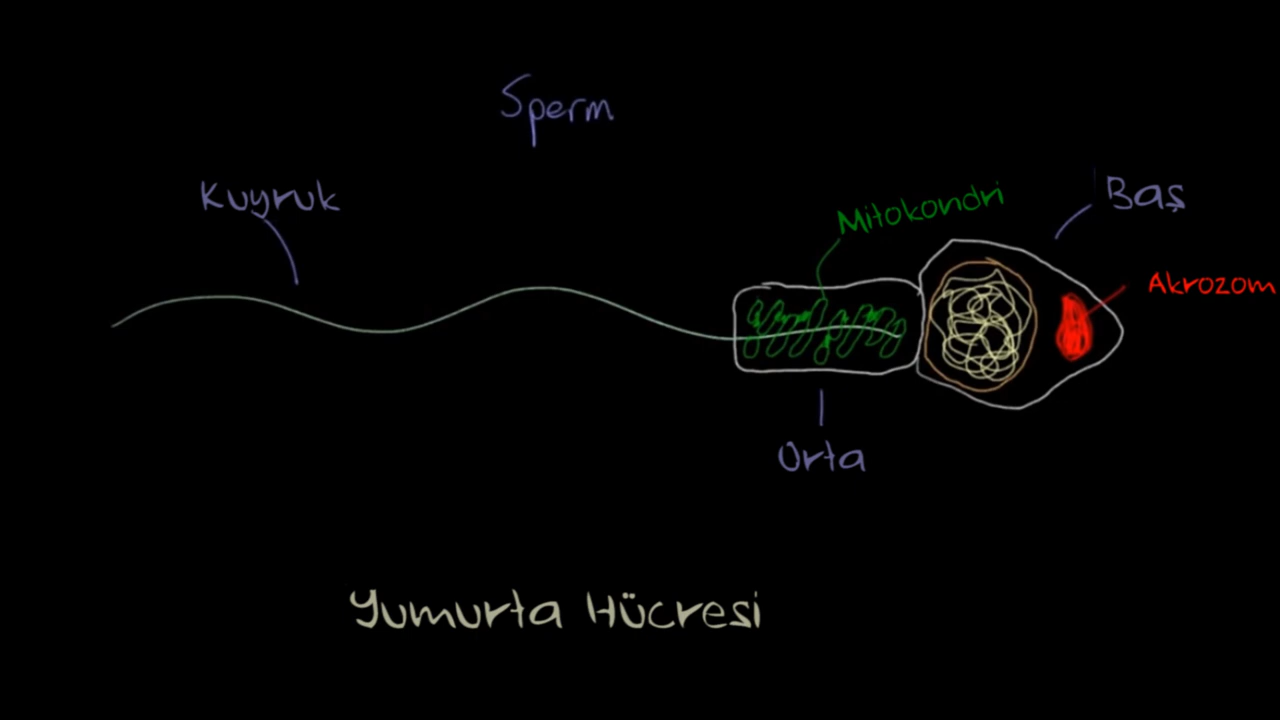 Sperm
Kuyruk
Mitokondri
Baş
Akrozom
Orta
Yumurta Hücresi